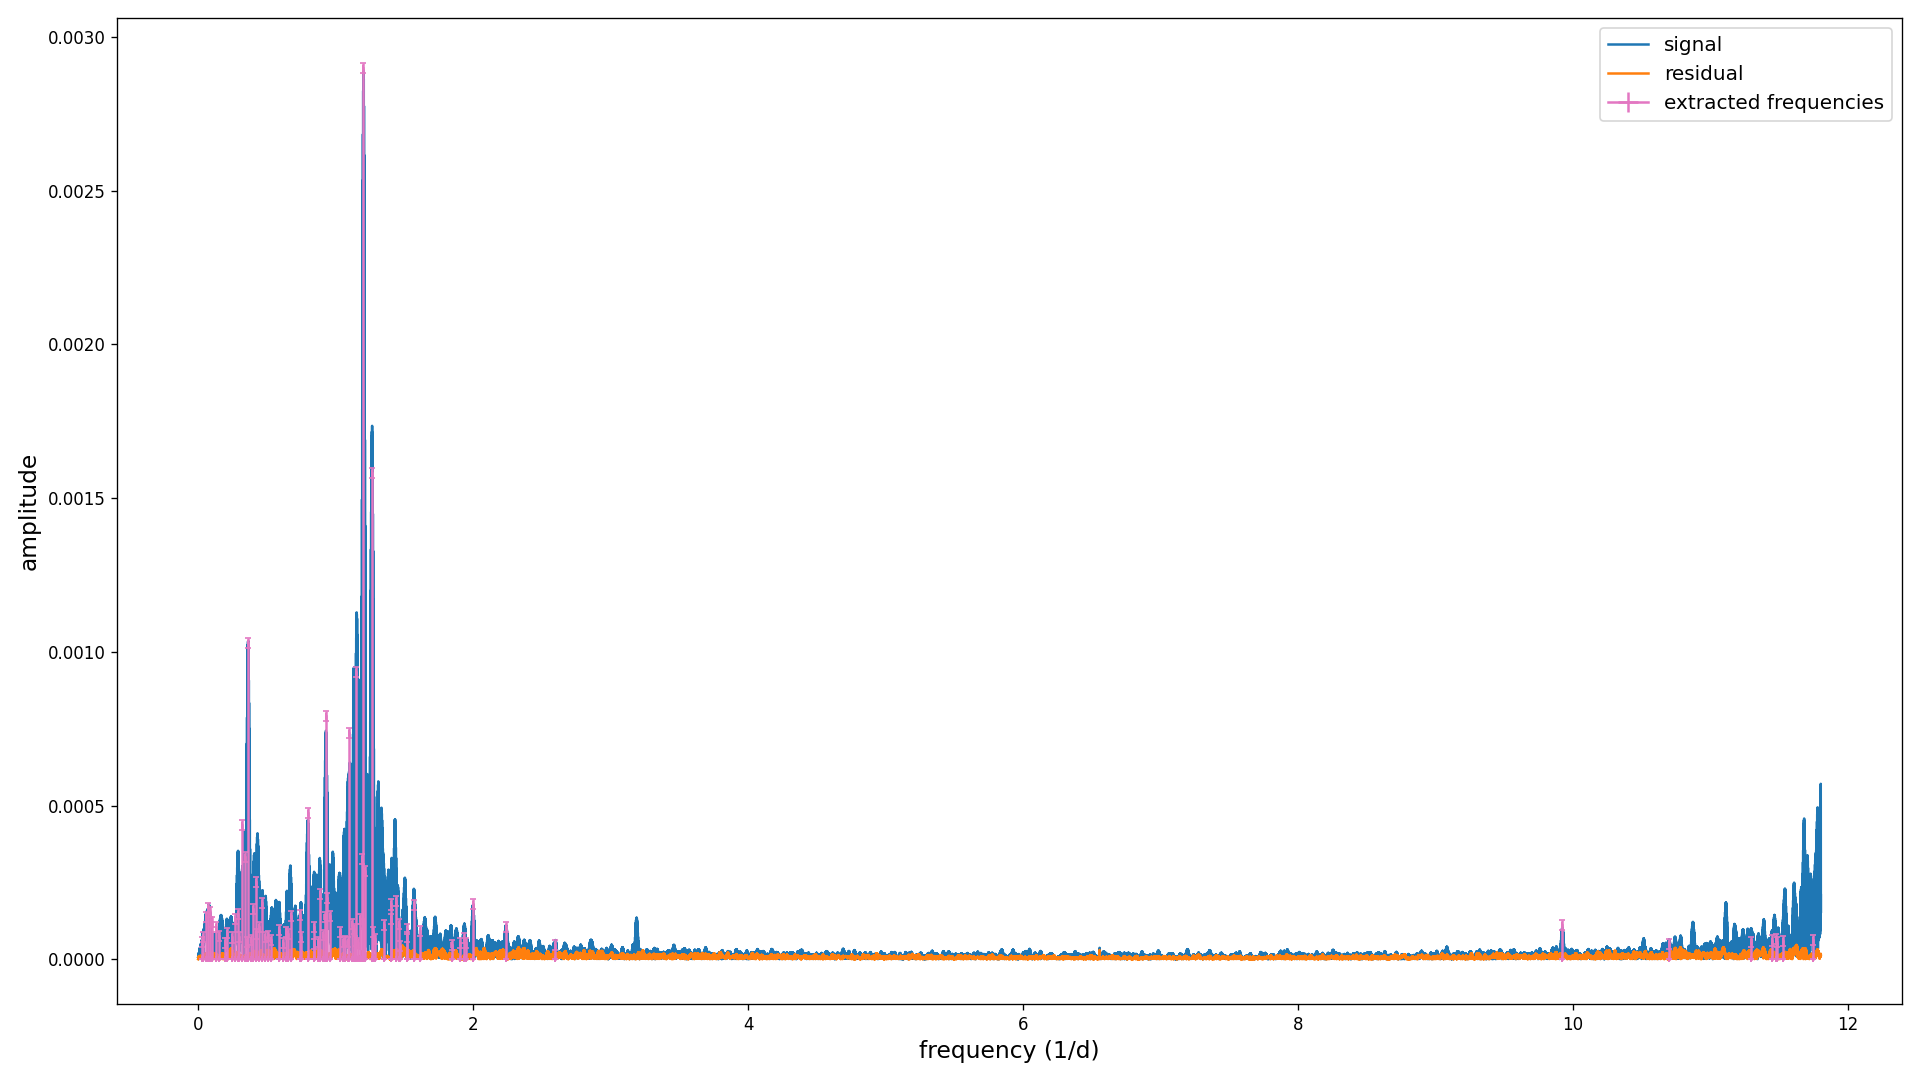 signal
residual
extracted frequencies
amplitude
0.0030
0.0025
0.0020
0.0015
0.0010
0.0005
0.0000
0 2 4 6 8 10 12
frequency (1/d)